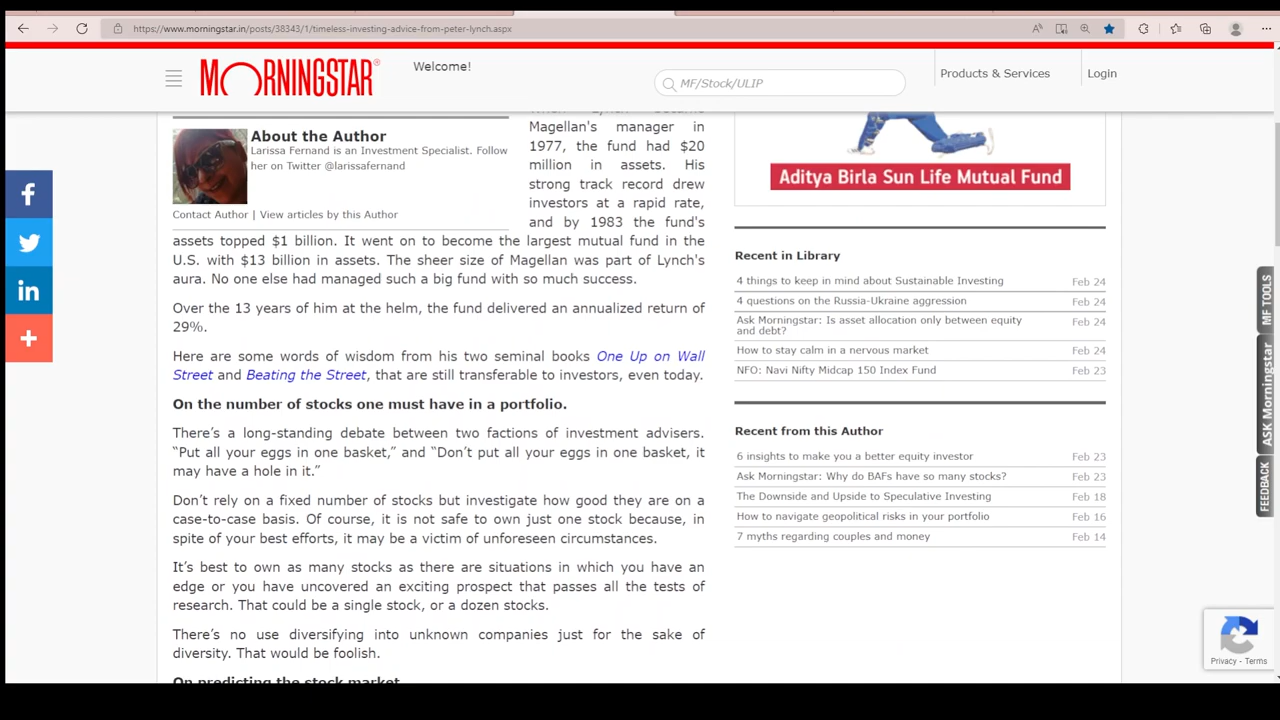 https://www.morningstar.in/posts/38343/1/timeless-investing-advice-from-peter-lynch.aspx
MORNINGSTAR®
Welcome!
MF/Stock/ULIP
Products & Services
Login
About the Author
Larissa Fernand is an Investment Specialist. Follow
her on Twitter @larissafernand
Contact Author | View articles by this Author
Magellan's manager in
1977, the fund had $20
million in assets. His
strong track record drew
investors at a rapid rate,
and by 1983 the fund's
assets topped $1 billion. It went on to become the largest mutual fund in the
U.S. with $13 billion in assets. The sheer size of Magellan was part of Lynch's
aura. No one else had managed such a big fund with so much success.
Over the 13 years of him at the helm, the fund delivered an annualized return of
29%.
Here are some words of wisdom from his two seminal books One Up on Wall
Street and Beating the Street, that are still transferable to investors, even today.
On the number of stocks one must have in a portfolio.
There’s a long-standing debate between two factions of investment advisers.
“Put all your eggs in one basket,” and “Don’t put all your eggs in one basket, it
may have a hole in it.”
Don’t rely on a fixed number of stocks but investigate how good they are on a
case-to-case basis. Of course, it is not safe to own just one stock because, in
spite of your best efforts, it may be a victim of unforeseen circumstances.
It’s best to own as many stocks as there are situations in which you have an
edge or you have uncovered an exciting prospect that passes all the tests of
research. That could be a single stock, or a dozen stocks.
There’s no use diversifying into unknown companies just for the sake of
diversity. That would be foolish.
On predicting the stock market
Aditya Birla Sun Life Mutual Fund
Recent in Library
4 things to keep in mind about Sustainable Investing Feb 24
4 questions on the Russia-Ukraine aggression Feb 24
Ask Morningstar: Is asset allocation only between equity
and debt? Feb 24
How to stay calm in a nervous market Feb 24
NFO: Navi Nifty Midcap 150 Index Fund Feb 23
Recent from this Author
6 insights to make you a better equity investor Feb 23
Ask Morningstar: Why do BAFs have so many stocks? Feb 23
The Downside and Upside to Speculative Investing Feb 18
How to navigate geopolitical risks in your portfolio Feb 16
7 myths regarding couples and money Feb 14
MF TOOLS
ASK Morningstar
FEEDBACK
Privacy - Terms